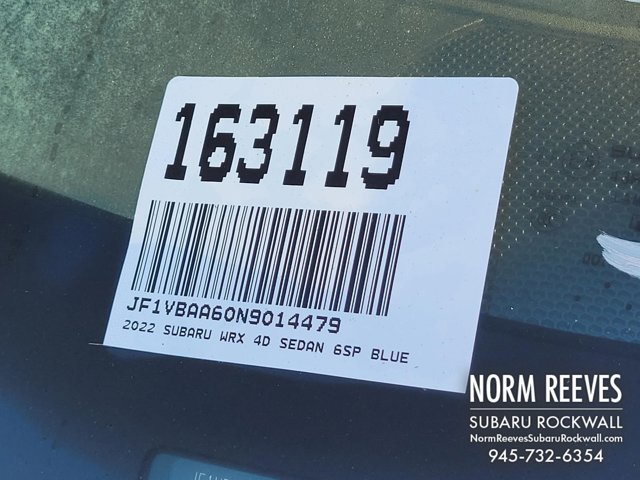 163119
JF1VBAA60N9014479
2022 SUBARU WRX 4D SEDAN 6SP BLUE
NORM REEVES
SUBARU ROCKWALL
NormReevesSubaruRockwall.com
945-732-6354